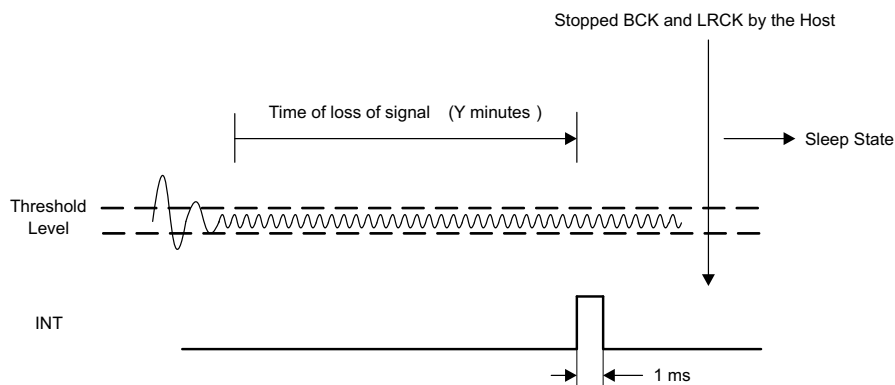 Stopped BCK and LRCK by the Host
Time of loss of signal (Y minutes )
Sleep State
Threshold
Level
INT
1 ms